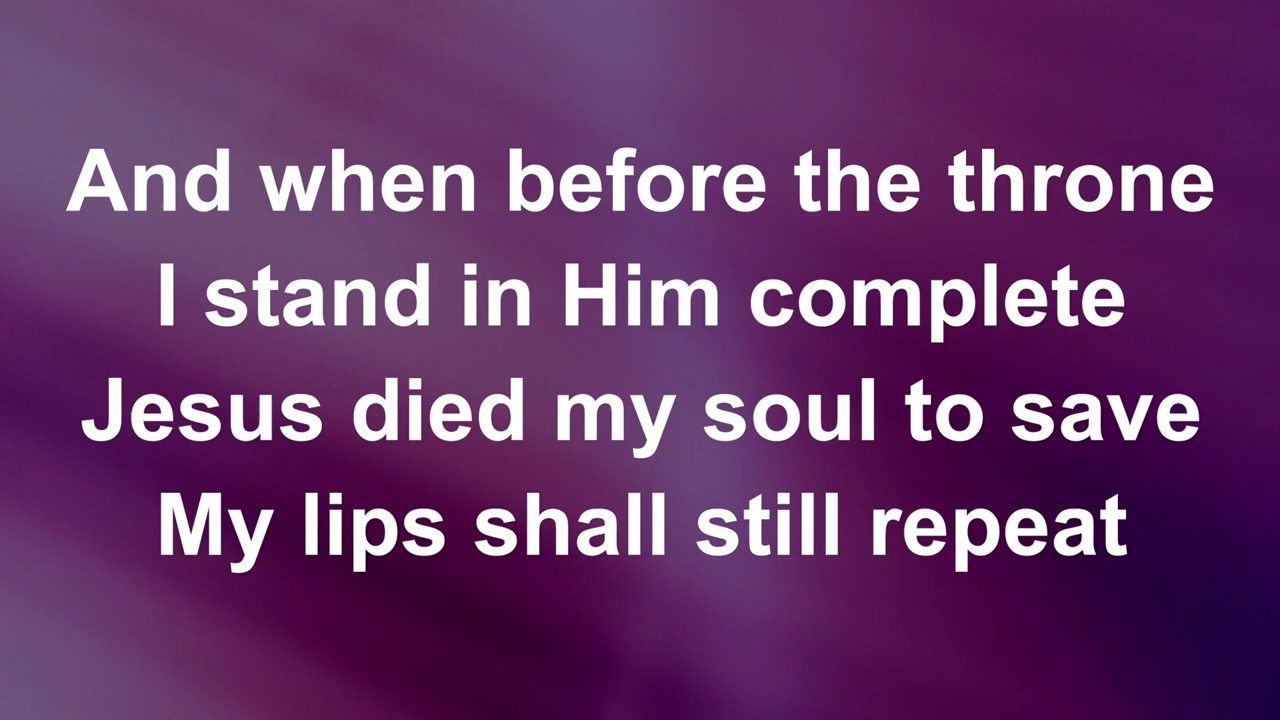 And when before the throne
I stand in Him complete
Jesus died my soul to save
My lips shall still repeat